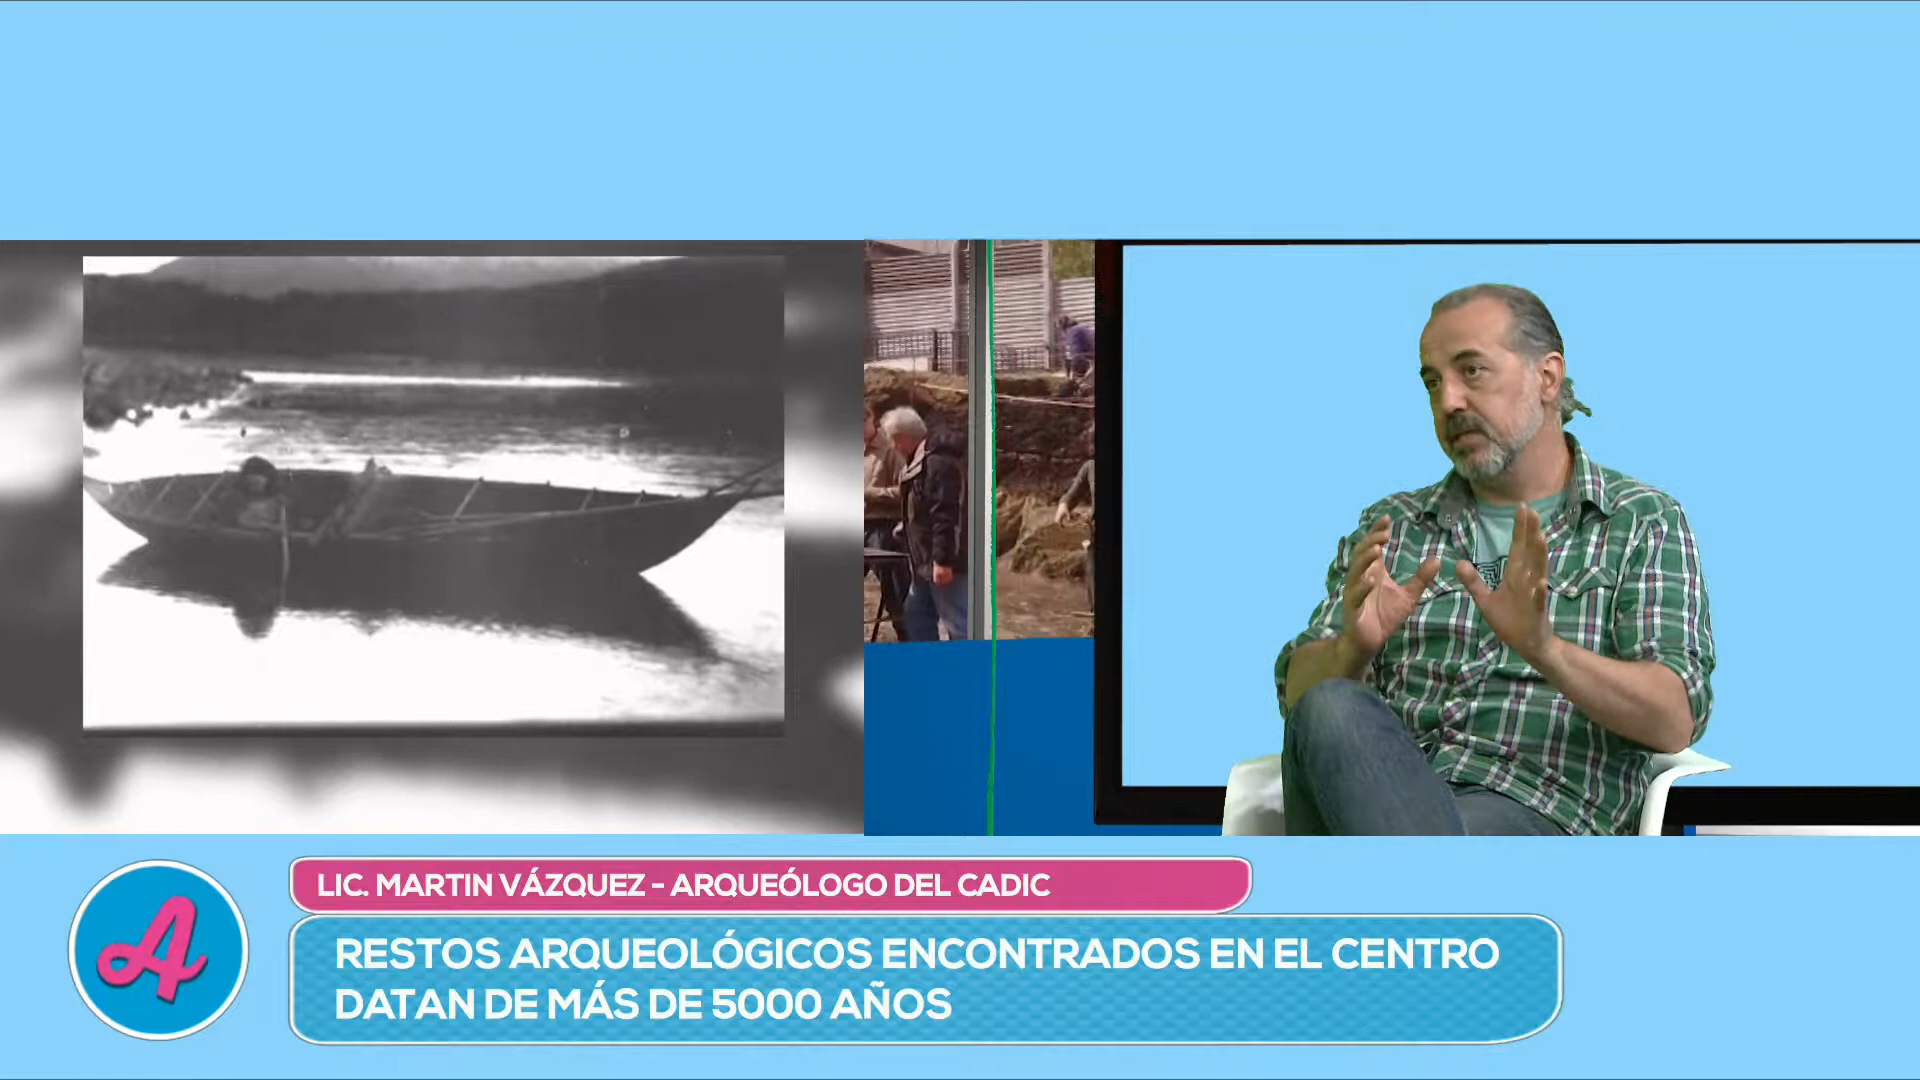 LIC. MARTIN VÁZQUEZ - ARQUEÓLOGO DEL CADIC
A
RESTOS ARQUEOLÓGICOS ENCONTRADOS EN EL CENTRO
DATAN DE MÁS DE 5000 AÑOS